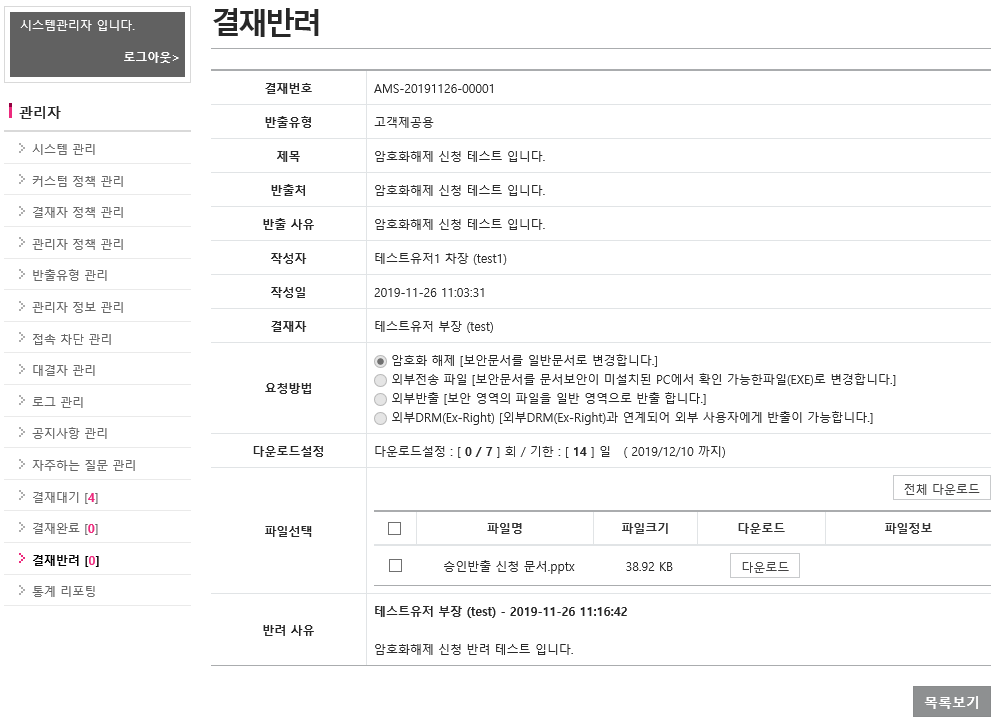 시스템관리자 입니다.
로그아웃>
관리자
시스템 관리
커스텀 정책 관리
결재자 정책 관리
관리자 정책 관리
반출유형 관리
관리자 정보 관리
접속 차단 관리
대결자 관리
로그 관리
공지사항 관리
자주하는 질문 관리
결재대기 [4]
결재완료 [0]
결재반려 [0]
통계 리포팅
결재반려
결재번호 AMS-20191126-00001
반출유형 고객제공용
제목 암호화해제 신청 테스트 입니다.
반출처 암호화해제 신청 테스트 입니다.
반출 사유 암호화해제 신청 테스트 입니다.
작성자 테스트유저1 차장 (test1)
작성일 2019-11-26 11:03:31
결재자 테스트유저 부장 (test)
요청방법
암호화 해제 [보안문서를 일반문서로 변경합니다.]
외부전송 파일 [보안문서를 문서보안이 미설치된 PC에서 확인 가능한파일(EXE)로 변경합니다.]
외부반출 [보안 영역의 파일을 일반 영역으로 반출 합니다.]
외부DRM(Ex-Right) [외부DRM(Ex-Right)과 연계되어 외부 사용자에게 반출이 가능합니다.]
다운로드설정 다운로드설정 : [ 0 / 7 ] 회 / 기한 : [ 14 ] 일 ( 2019/12/10 까지)
파일선택
전체 다운로드
파일명 파일크기 다운로드 파일정보
승인반출 신청 문서.pptx 38.92 KB 다운로드
반려 사유
테스트유저 부장 (test) - 2019-11-26 11:16:42
암호화해제 신청 반려 테스트 입니다.
목록보기